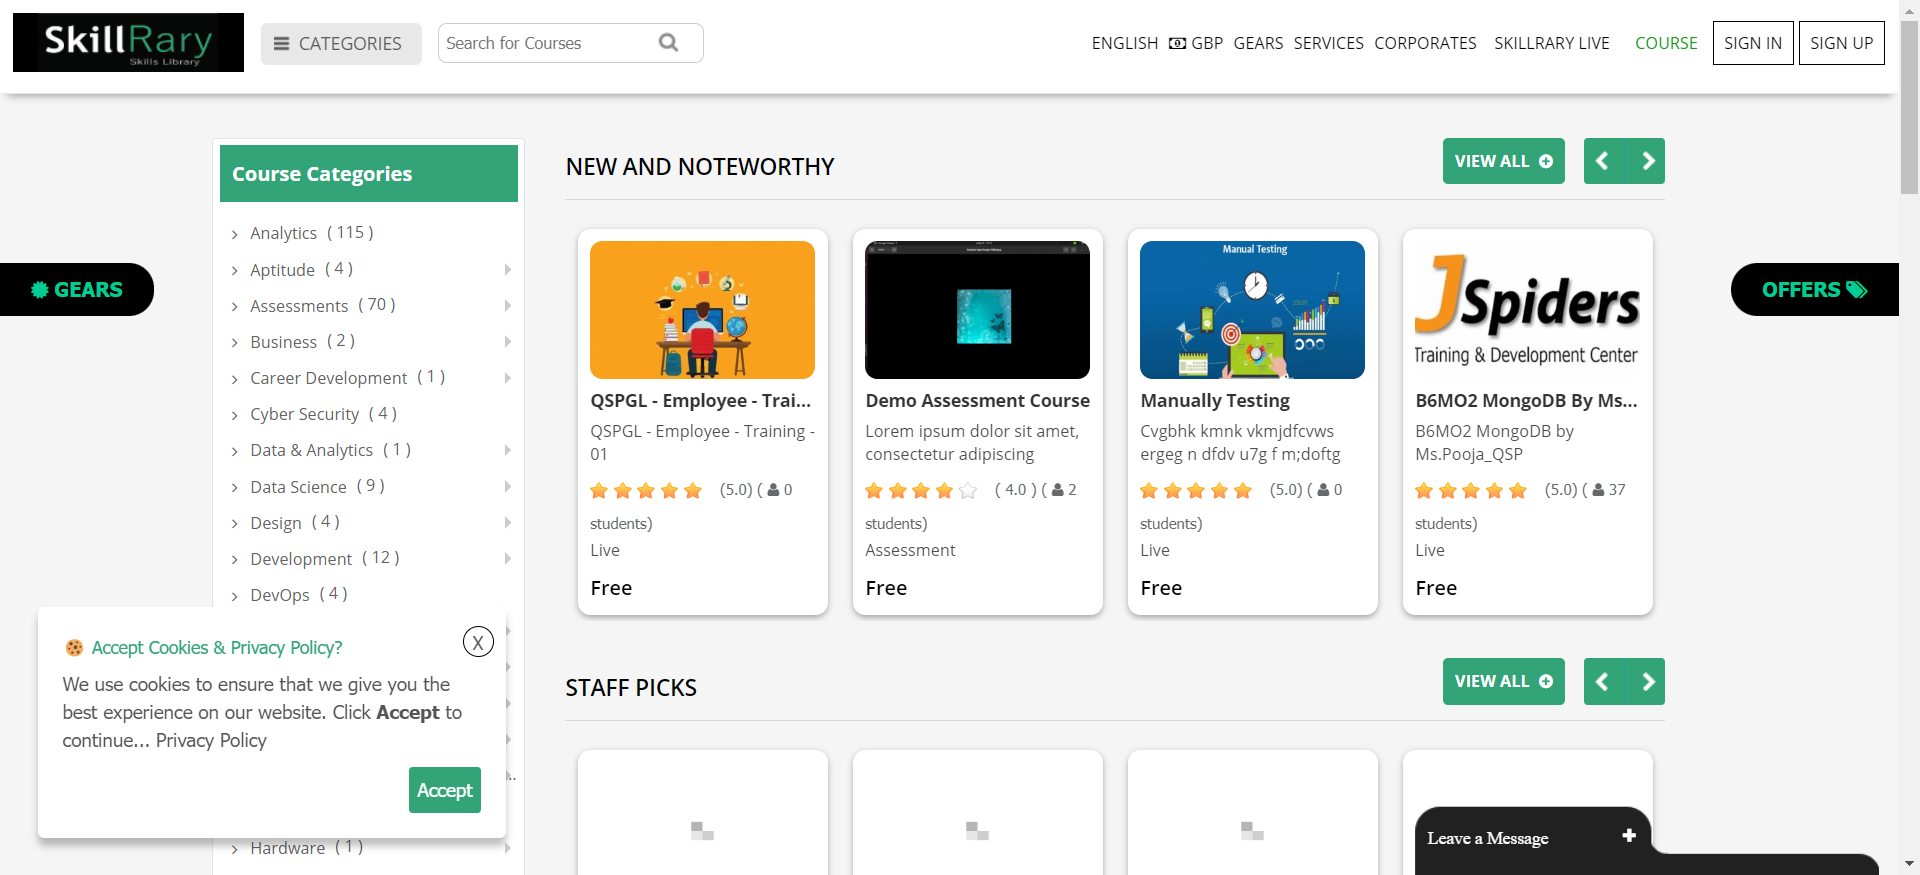 SkillRary
Skills Library
CATEGORIES
Search for Courses
ENGLISH GBP GEARS SERVICES CORPORATES SKILLRARY LIVE COURSE SIGN IN SIGN UP
Course Categories
Analytics ( 115 )
Aptitude ( 4 )
Assessments ( 70 )
Business ( 2 )
Career Development ( 1 )
Cyber Security ( 4 )
Data & Analytics ( 1 )
Data Science ( 9 )
Design ( 4 )
Development ( 12 )
DevOps ( 4 )
Hardware ( 1 )
GEARS
OFFERS
NEW AND NOTEWORTHY
VIEW ALL
QSPGL - Employee - Trai...
QSPGL - Employee - Training -
01
(5.0) ( 0
students)
Live
Free
Demo Assessment Course
Lorem ipsum dolor sit amet,
consectetur adipiscing
( 4.0 ) ( 2
students)
Assessment
Free
Manual Testing
Manually Testing
Cvgbhk kmnk vkmjdfcvws
ergeg n dfdv u7g f m;doftg
(5.0) ( 0
students)
Live
Free
JSpiders
Training & Development Center
B6MO2 MongoDB By Ms...
B6MO2 MongoDB by
Ms.Pooja_QSP
(5.0) ( 37
students)
Live
Free
STAFF PICKS
VIEW ALL
Accept Cookies & Privacy Policy?
X
We use cookies to ensure that we give you the
best experience on our website. Click Accept to
continue... Privacy Policy
Accept
Leave a Message